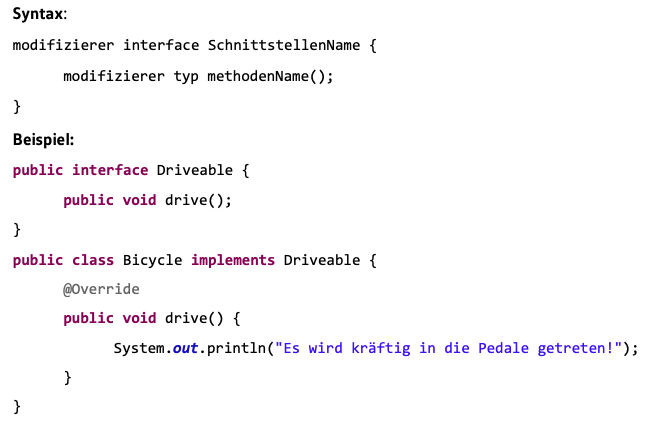 Syntax:
modifizierer interface SchnittstellenName {
modifizierer typ methodenName();
}
Beispiel:
public interface Driveable {
public void drive();
}
public class Bicycle implements Driveable {
@Override
public void drive() {
System.out.println("Es wird kräftig in die Pedale getreten!");
}
}